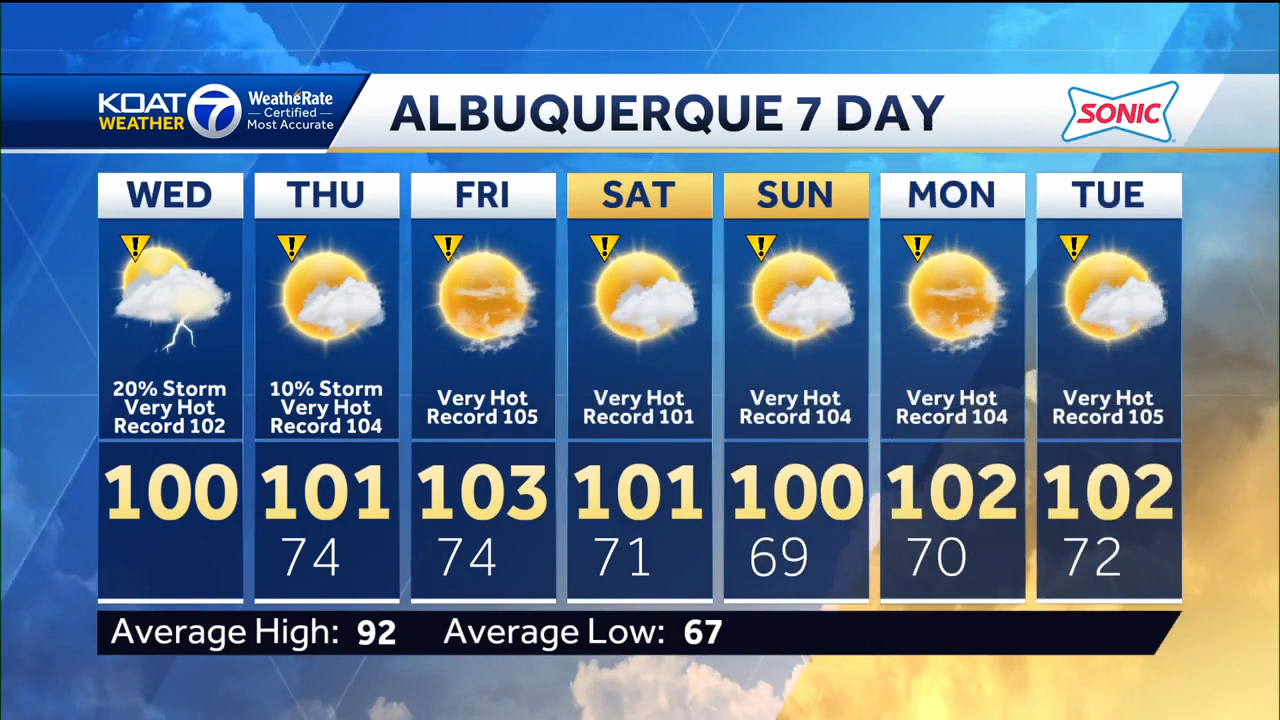 KOAT
WEATHER
7
WeatheRate
Certified
Most Accurate
ALBUQUERQUE 7 DAY
SONIC
WED
!
20% Storm
Very Hot
Record 102
100
THU
!
10% Storm
Very Hot
Record 104
101
74
FRI
!
Very Hot
Record 105
103
74
SAT
!
Very Hot
Record 101
101
71
SUN
!
Very Hot
Record 104
100
69
MON
!
Very Hot
Record 104
102
70
TUE
!
Very Hot
Record 105
102
72
Average High: 92 Average Low: 67